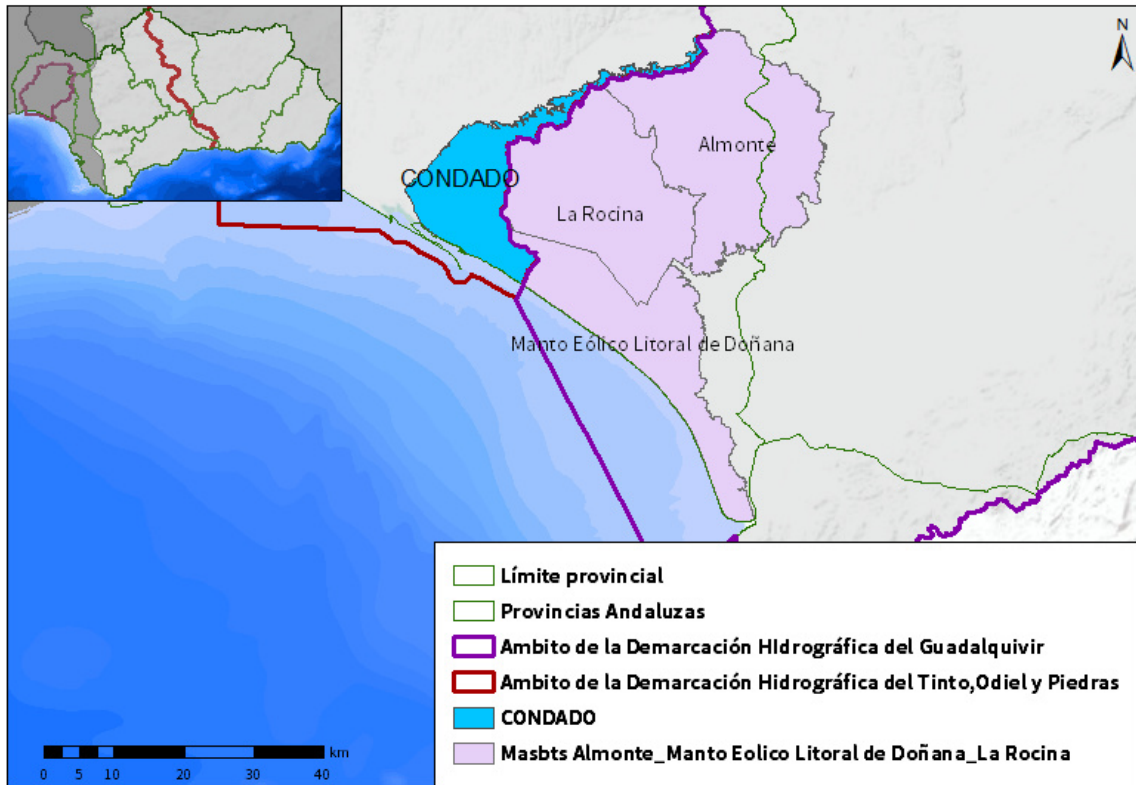 N
Almonte
CONDADO
La Rocina
Manto Eólico Litoral de Doñana
Límite provincial
Provincias Andaluzas
Ambito de la Demarcación HIdrográfica del Guadalquivir
Ambito de la Demarcación Hidrográfica del Tinto,Odiel y Piedras
CONDADO
Masbts Almonte_Manto Eolico Litoral de Doñana_La Rocina
km
0 5 10 20 30 40